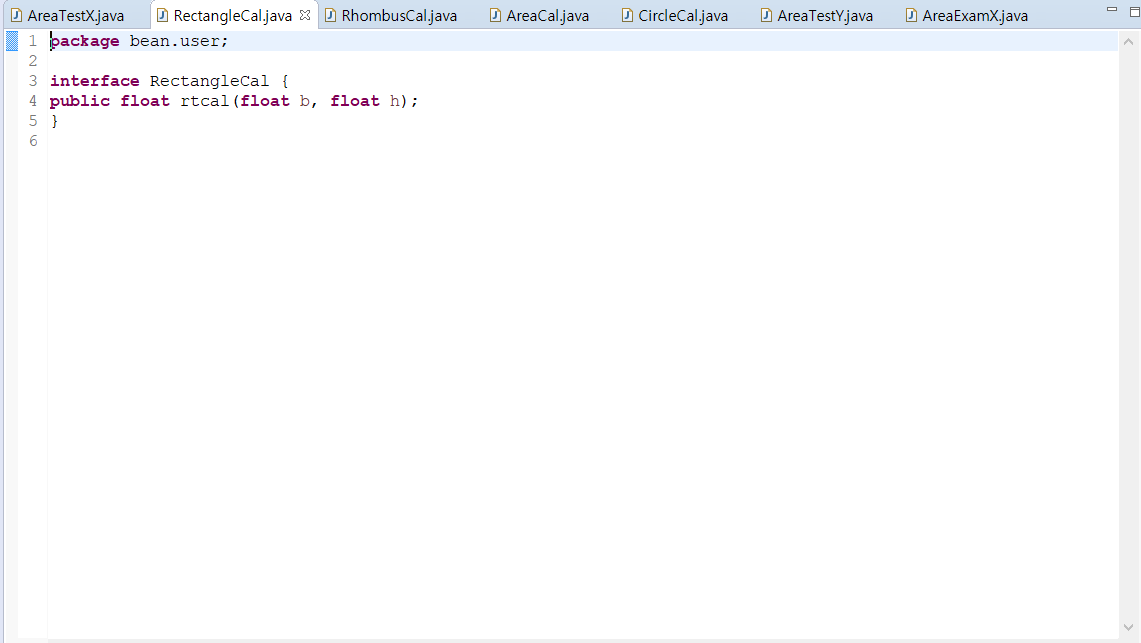 AreaTestX.java RectangleCal.java RhombusCal.java AreaCal.java CircleCal.java AreaTestY.java AreaExamX.java
1 package bean.user;
2
3 interface RectangleCal {
4 public float rtcal(float b, float h);
5 }
6